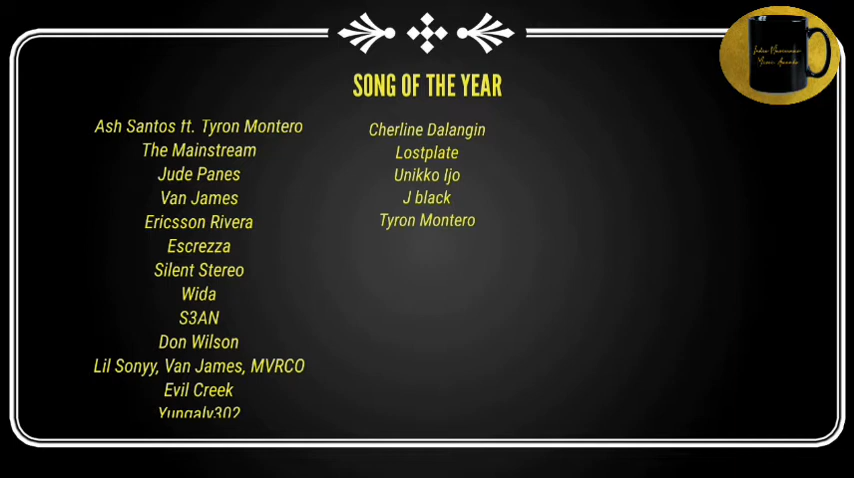 SONG OF THE YEAR
Ash Santos ft. Tyron Montero
The Mainstream
Jude Panes
Van James
Ericsson Rivera
Escrezza
Silent Stereo
Wida
S3AN
Don Wilson
Lil Sonyy, Van James, MVRCO
Evil Creek
Cherline Dalangin
Lostplate
Unikko Ijo
J black
Tyron Montero